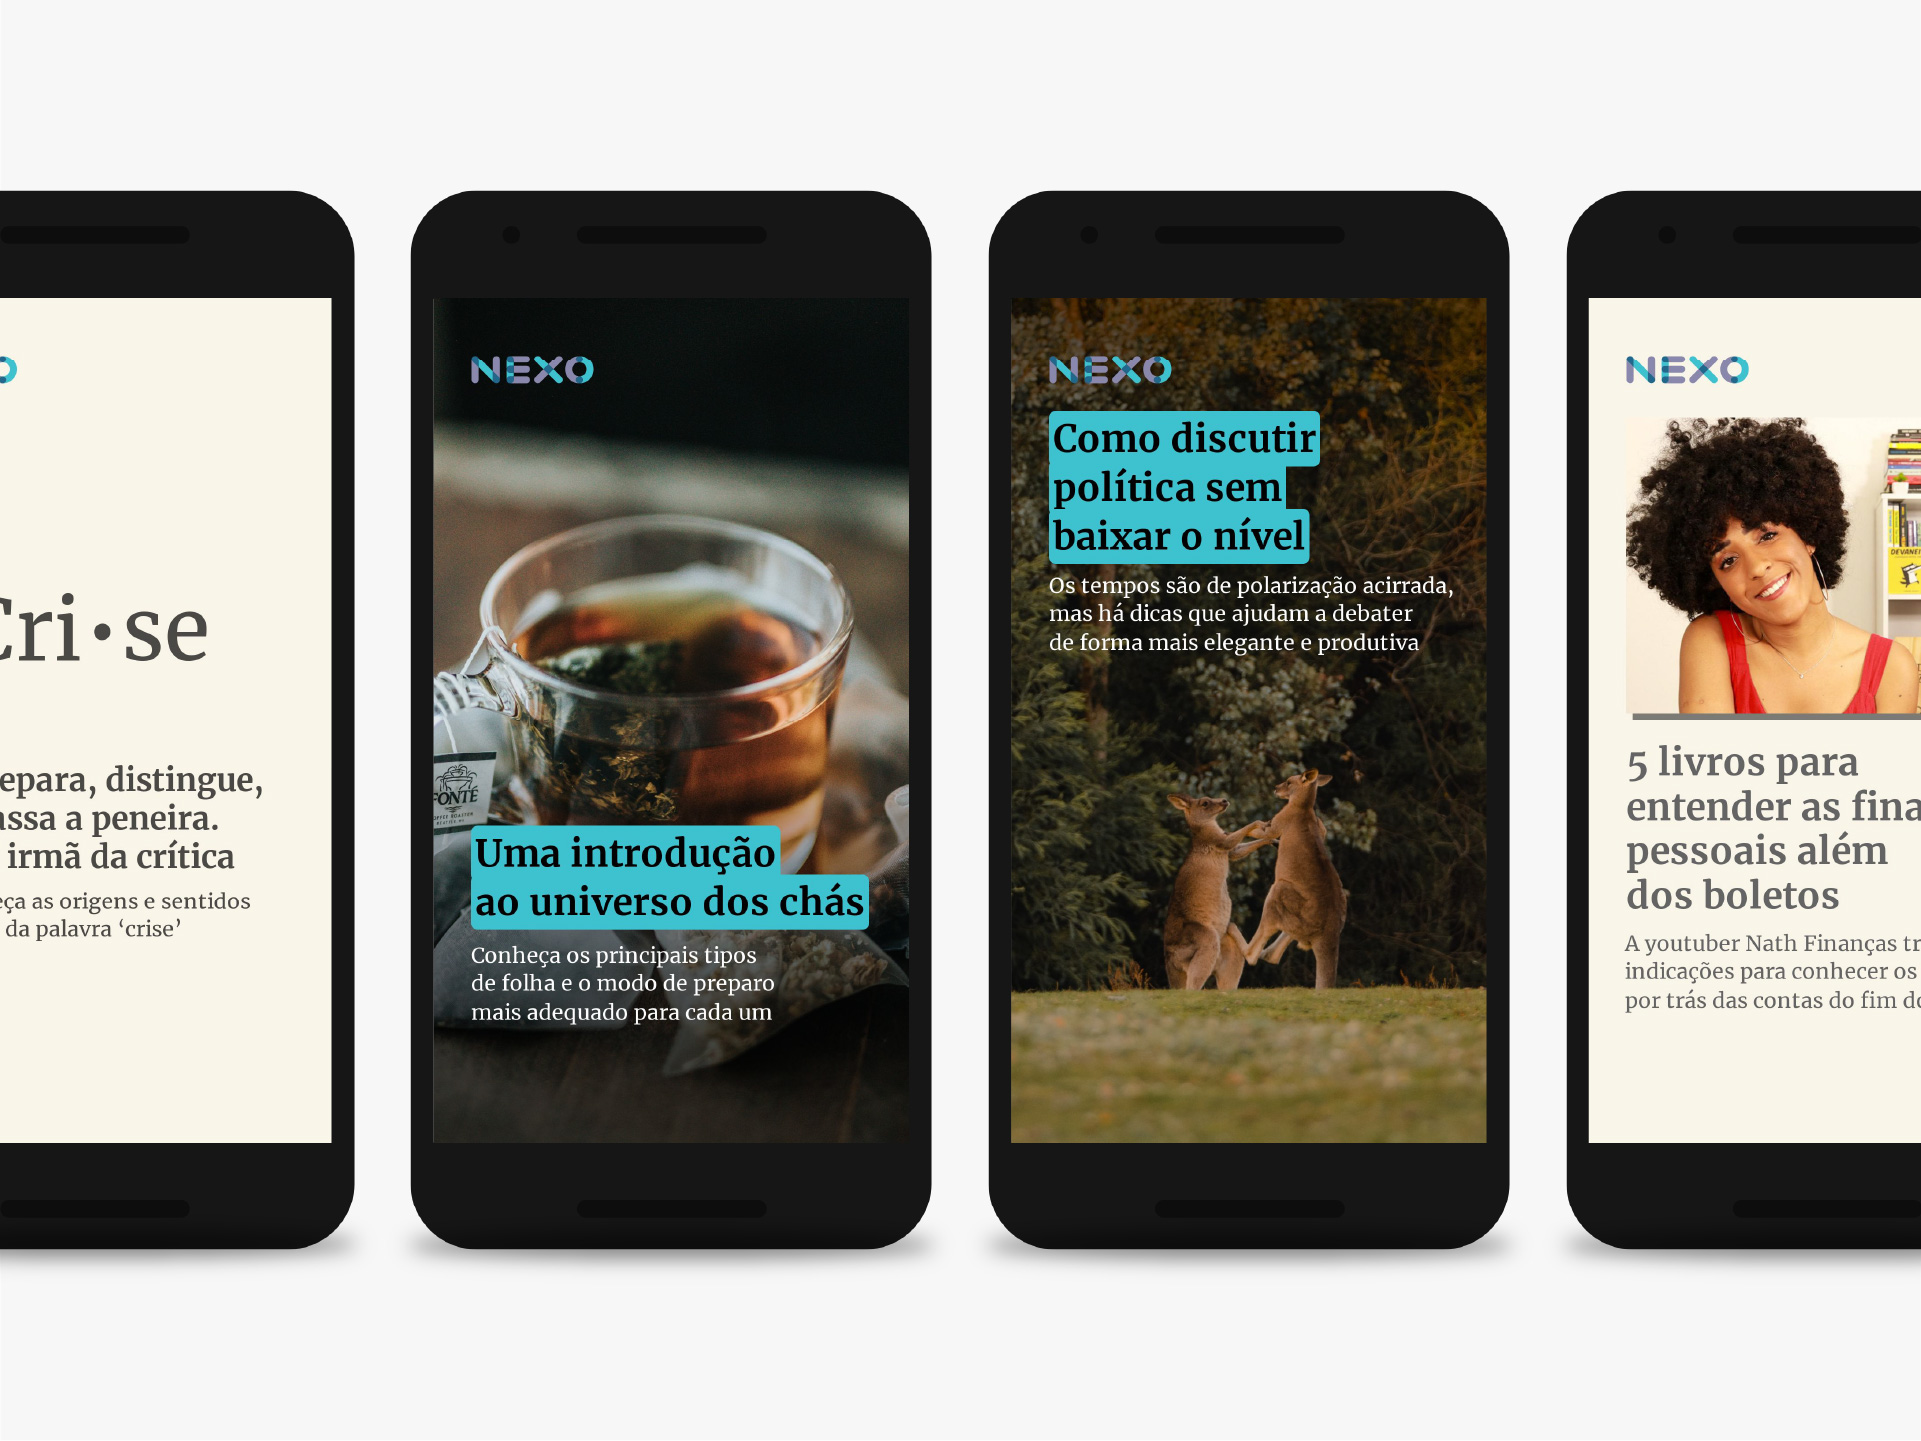 Cri·se
epara, distingue,
assa a peneira.
irmã da crítica
eça as origens e sentidos
da palavra ‘crise’
NEXO
FONTÉ
Uma introdução
ao universo dos chás
Conheça os principais tipos
de folha e o modo de preparo
mais adequado para cada um
NEXO
Como discutir
política sem
baixar o nível
Os tempos são de polarização acirrada,
mas há dicas que ajudam a debater
de forma mais elegante e produtiva
NEXO
5 livros para
entender as fina
pessoais além
dos boletos
A youtuber Nath Finanças tr
indicações para conhecer os
por trás das contas do fim do